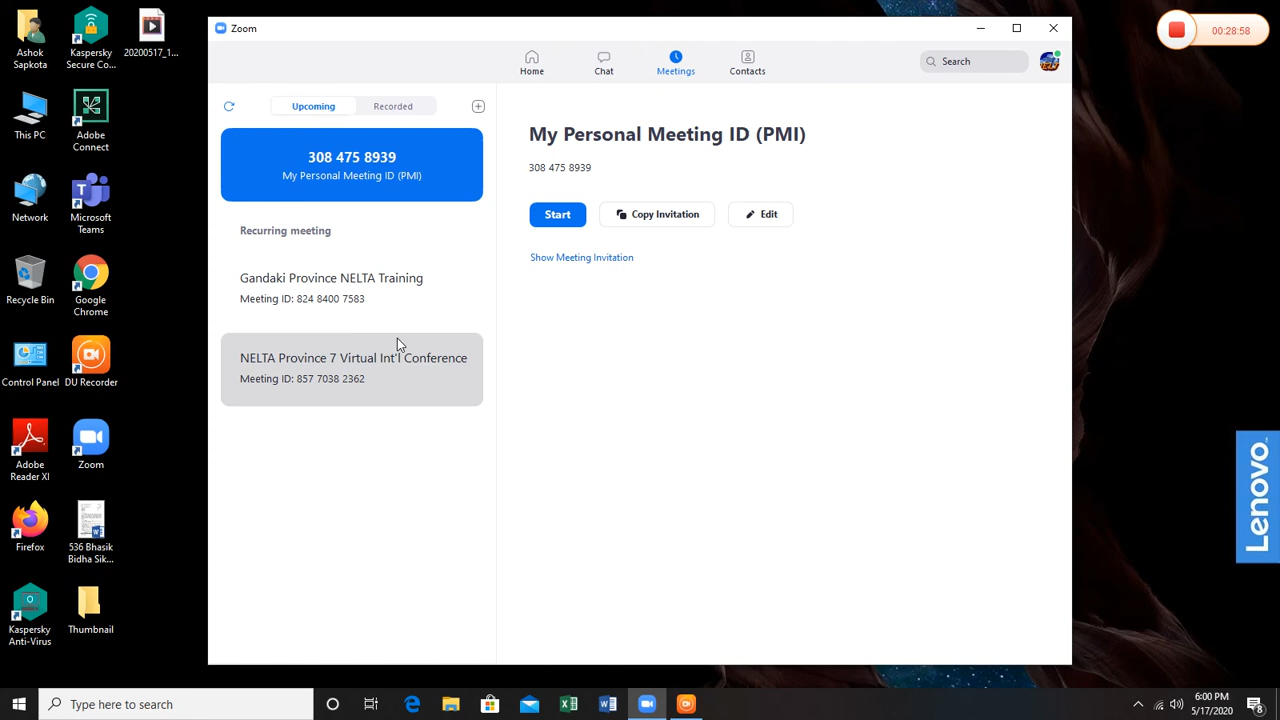 Ashok
Sapkota
Kaspersky
Secure Co...
20200517_1...
This PC
Adobe
Connect
Network
Microsoft
Teams
Recycle Bin
Google
Chrome
Control Panel
DU Recorder
Adobe
Reader XI
Zoom
Firefox
536 Bhasik
Bidha Sik...
Kaspersky
Anti-Virus
Thumbnail
Zoom
Home
Chat
Meetings
Contacts
Search
00:28:58
Upcoming
Recorded
308 475 8939
My Personal Meeting ID (PMI)
Recurring meeting
Gandaki Province NELTA Training
Meeting ID: 824 8400 7583
NELTA Province 7 Virtual Int'l Conference
Meeting ID: 857 7038 2362
My Personal Meeting ID (PMI)
308 475 8939
Start
Copy Invitation
Edit
Show Meeting Invitation
Lenovo
Type here to search
6:00 PM
5/17/2020
8